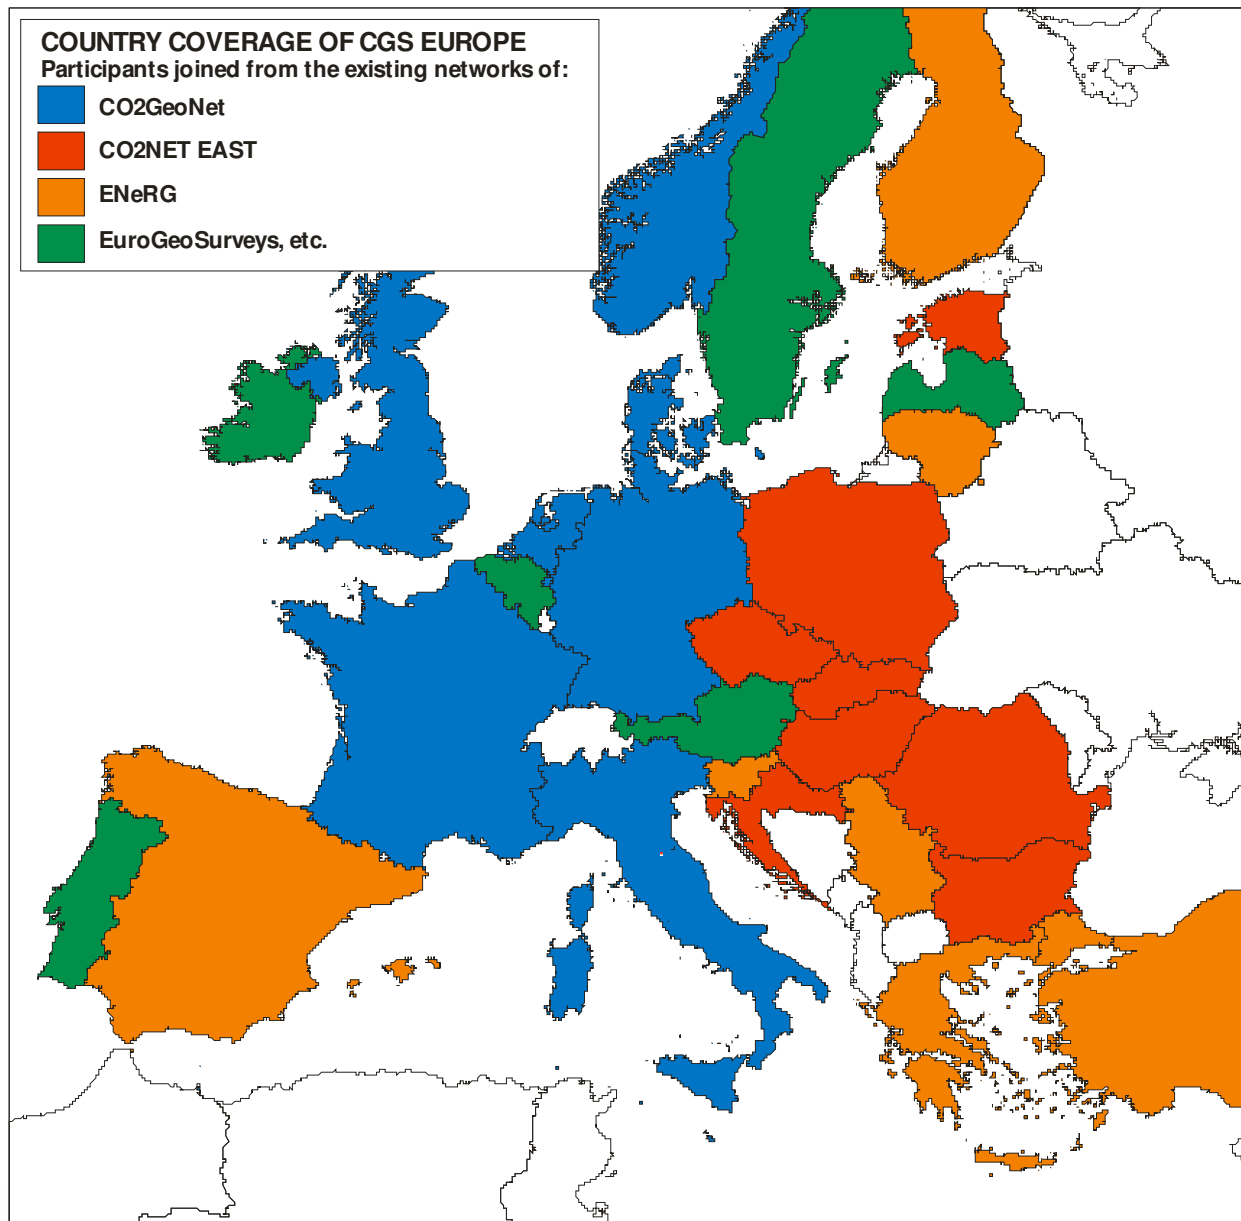 COUNTRY COVERAGE OF CGS EUROPE
Participants joined from the existing networks of:
CO2GeoNet
CO2NET EAST
ENeRG
EuroGeoSurveys, etc.